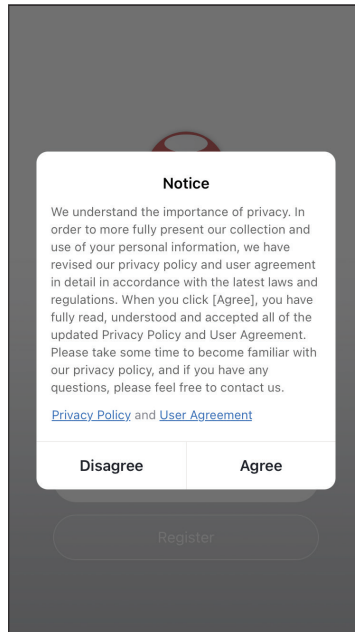 Notice
We understand the importance of privacy. In
order to more fully present our collection and
use of your personal information, we have
revised our privacy policy and user agreement
in detail in accordance with the latest laws and
regulations. When you click [Agree], you have
fully read, understood and accepted all of the
updated Privacy Policy and User Agreement.
Please take some time to become familiar with
our privacy policy, and if you have any
questions, please feel free to contact us.
Privacy Policy and User Agreement
Disagree Agree
Register